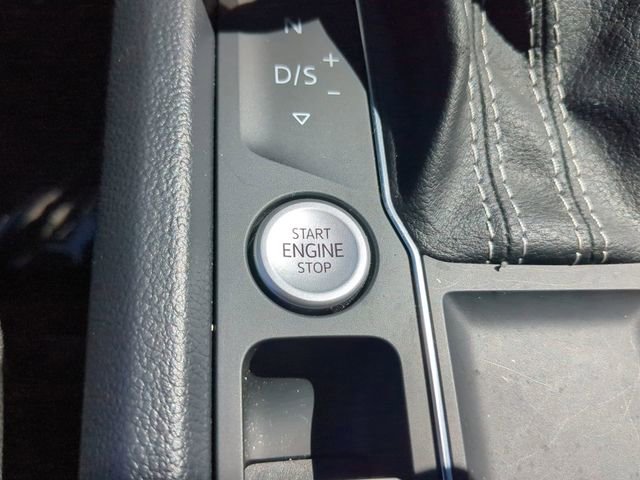 N
D/S
+
−
START
ENGINE
STOP